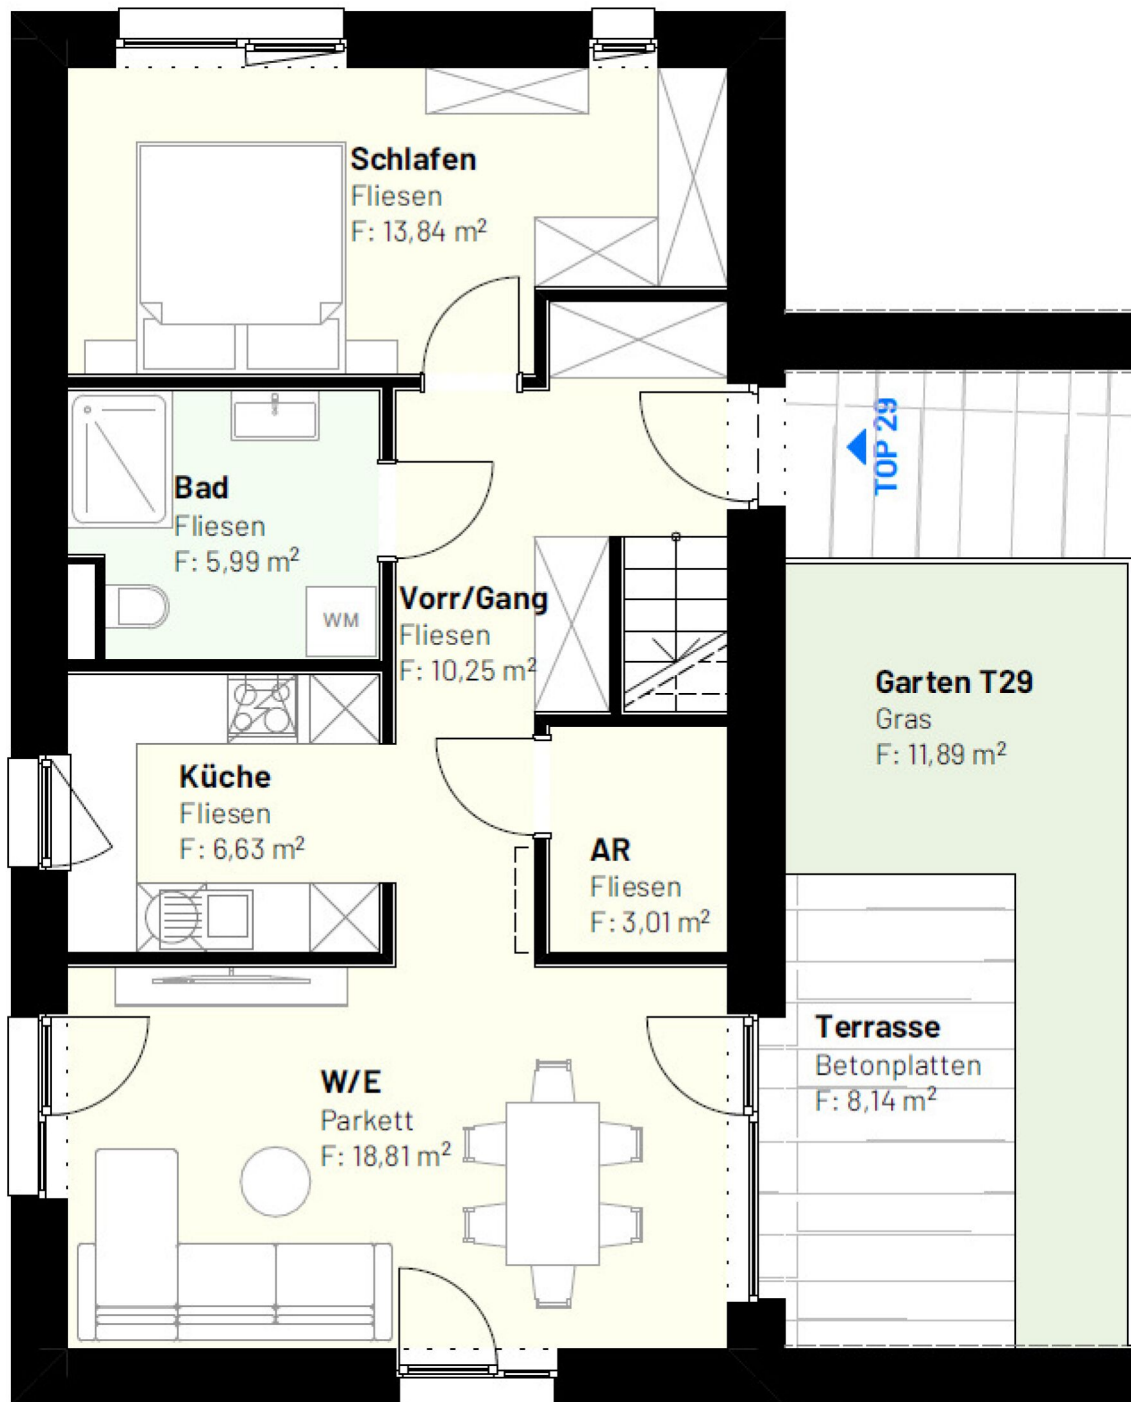 Schlafen
Fliesen
F: 13,84 m²
TOP 29
Bad
Fliesen
F: 5,99 m²
WM
Vorr/Gang
Fliesen
F: 10,25 m²
Garten T29
Gras
F: 11,89 m²
Küche
Fliesen
F: 6,63 m²
AR
Fliesen
F: 3,01 m²
Terrasse
Betonplatten
F: 8,14 m²
W/E
Parkett
F: 18,81 m²